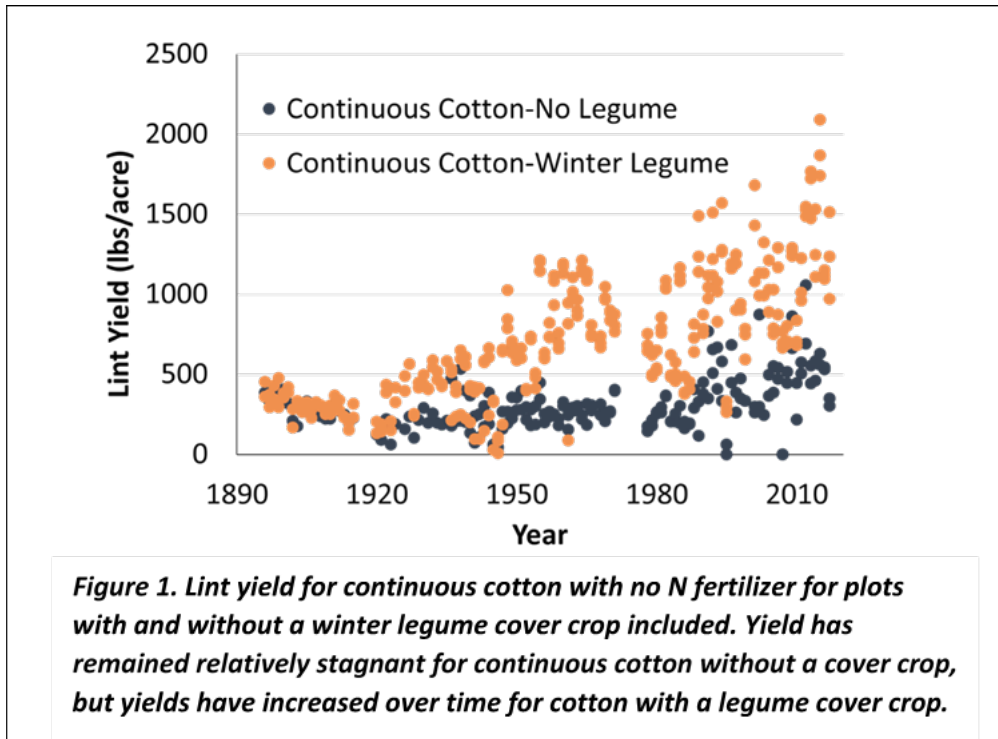 2500
Continuous Cotton-No Legume
2000
Continuous Cotton-Winter Legume
1500
1000
500
0
Lint Yield (lbs/acre)
1890 1920 1950 1980 2010
Year
Figure 1. Lint yield for continuous cotton with no N fertilizer for plots
with and without a winter legume cover crop included. Yield has
remained relatively stagnant for continuous cotton without a cover crop,
but yields have increased over time for cotton with a legume cover crop.